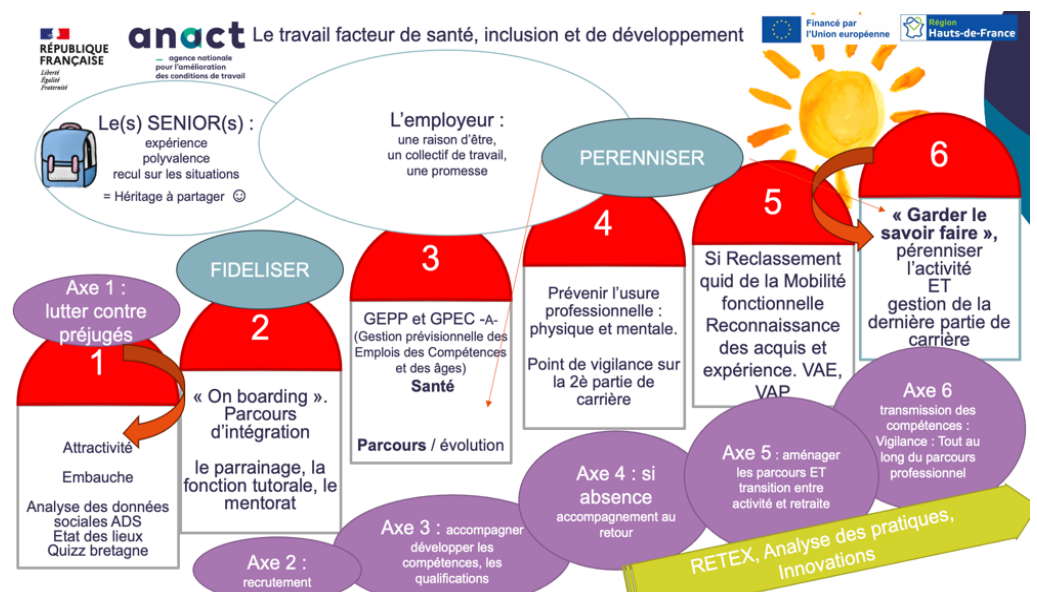 RÉPUBLIQUE
FRANÇAISE
Liberté
Égalité
Fraternité
anact
agence nationale
pour l'amélioration
des conditions de travail
Le travail facteur de santé, inclusion et de développement
Financé par
l'Union européenne
Région
Hauts-de-France
Le(s) SENIOR(s) :
expérience
polyvalence
recul sur les situations
= Héritage à partager ☺
L'employeur :
une raison d'être,
un collectif de travail,
une promesse
PERENNISER
FIDELISER
Axe 1 :
lutter contre
préjugés
1
Attractivité
Embauche
Analyse des données
sociales ADS
Etat des lieux
Quizz bretagne
2
« On boarding ».
Parcours
d'intégration
le parrainage, la
fonction tutorale, le
mentorat
3
GEPP et GPEC -A-
(Gestion prévisionnelle des
Emplois des Compétences
et des âges)
Santé
Parcours / évolution
4
Prévenir l'usure
professionnelle :
physique et mentale.
Point de vigilance sur
la 2è partie de
carrière
5
Si Reclassement
quid de la Mobilité
fonctionnelle
Reconnaissance
des acquis et
expérience. VAE,
VAP
6
« Garder le
savoir faire »,
pérenniser
l'activité
ET
gestion de la
dernière partie de
carrière
Axe 2 :
recrutement
Axe 3 : accompagner
développer les
compétences, les
qualifications
Axe 4 : si
absence
accompagnement au
retour
Axe 5 : aménager
les parcours ET
transition entre
activité et retraite
Axe 6
transmission des
compétences :
Vigilance : Tout au
long du parcours
professionnel
RETEX, Analyse des pratiques,
Innovations